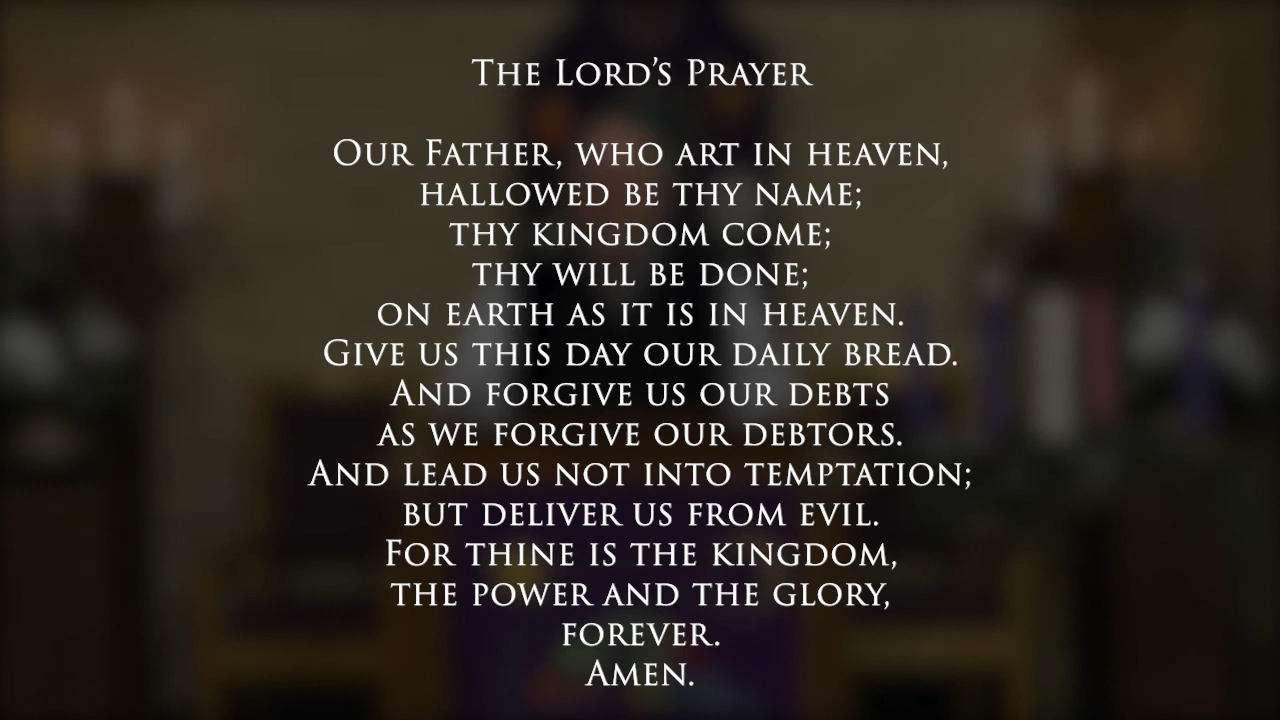 The Lord's Prayer
Our Father, who art in heaven,
hallowed be thy name;
thy kingdom come;
thy will be done;
on earth as it is in heaven.
Give us this day our daily bread.
And forgive us our debts
as we forgive our debtors.
And lead us not into temptation;
but deliver us from evil.
For thine is the kingdom,
the power and the glory,
forever.
Amen.